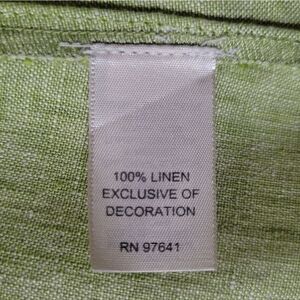 100% LINEN
EXCLUSIVE OF
DECORATION
RN 97641